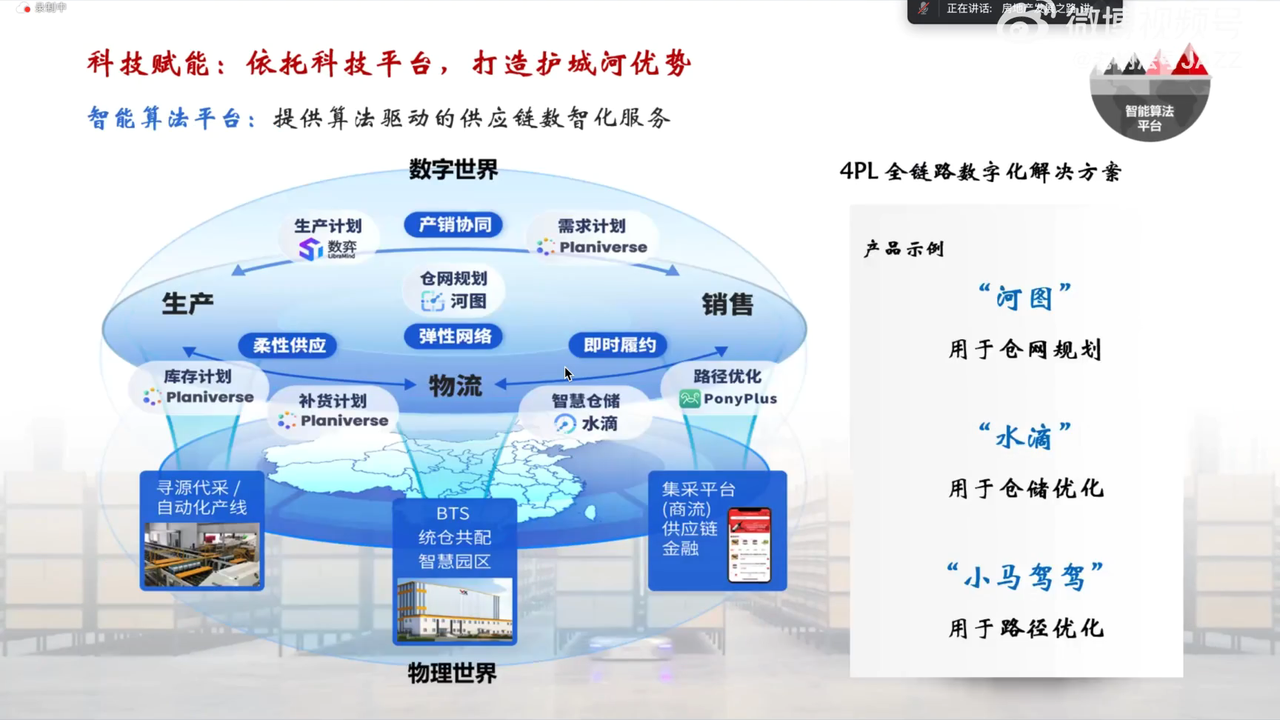 录制中
正在讲话: 房地产发展之路 讲
微博视频号
科技赋能：依托科技平台，打造护城河优势
智能算法平台：提供算法驱动的供应链数智化服务
智能算法
平台
数字世界
生产计划
数弈
LibraMind
产销协同
需求计划
Planiverse
仓网规划
河图
生产
销售
弹性网络
柔性供应
即时履约
库存计划
Planiverse
物流
路径优化
PonyPlus
补货计划
Planiverse
智慧仓储
水滴
寻源代采 /
自动化产线
BTS
统仓共配
智慧园区
集采平台
(商流)
供应链
金融
物理世界
4PL 全链路数字化解决方案
产品示例
“河图”
用于仓网规划
“水滴”
用于仓储优化
“小马驾驾”
用于路径优化